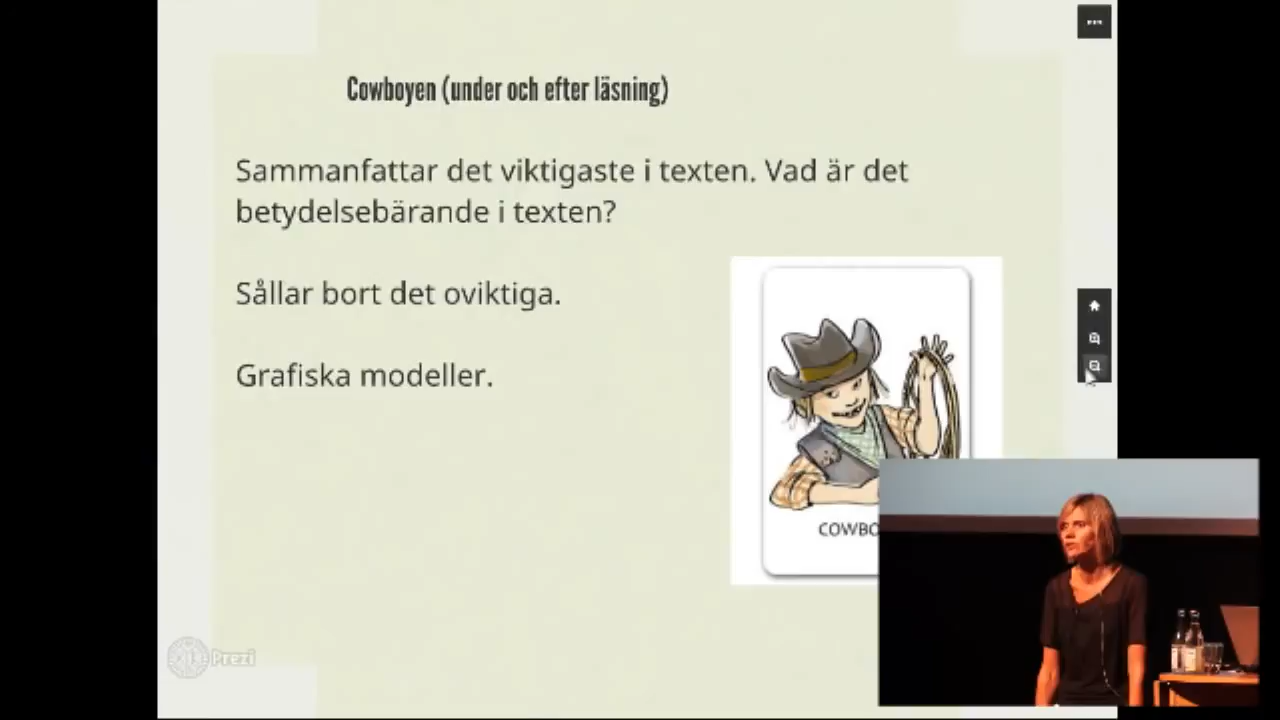 Cowboyen (under och efter läsning)
Sammanfattar det viktigaste i texten. Vad är det
betydelsebärande i texten?
Sållar bort det oviktiga.
Grafiska modeller.
COWBO
Prezi